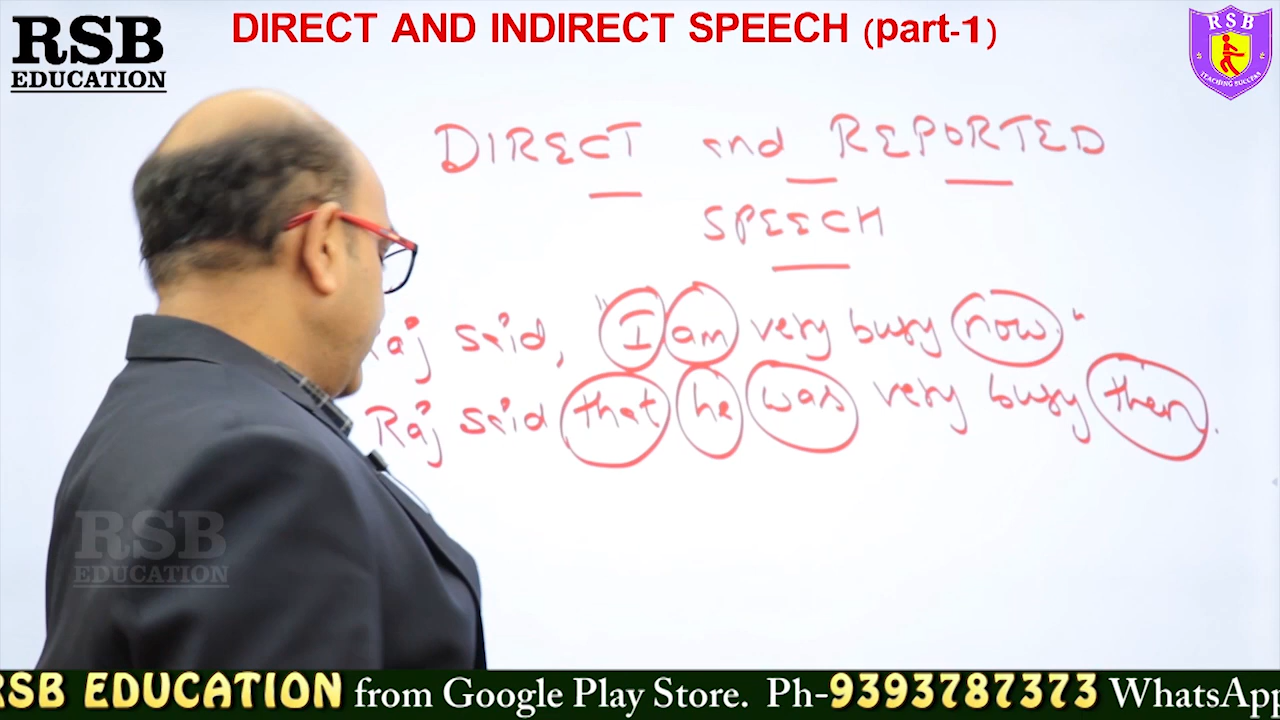 RSB
EDUCATION
DIRECT AND INDIRECT SPEECH (part-1)
RSB
TEACHING SUCCESS
DIRECT and REPORTED
SPEECH
Raj said, "I am very busy now."
Raj said that he was very busy then.
RSB
EDUCATION
RSB EDUCATION from Google Play Store. Ph-9393787373 WhatsApp